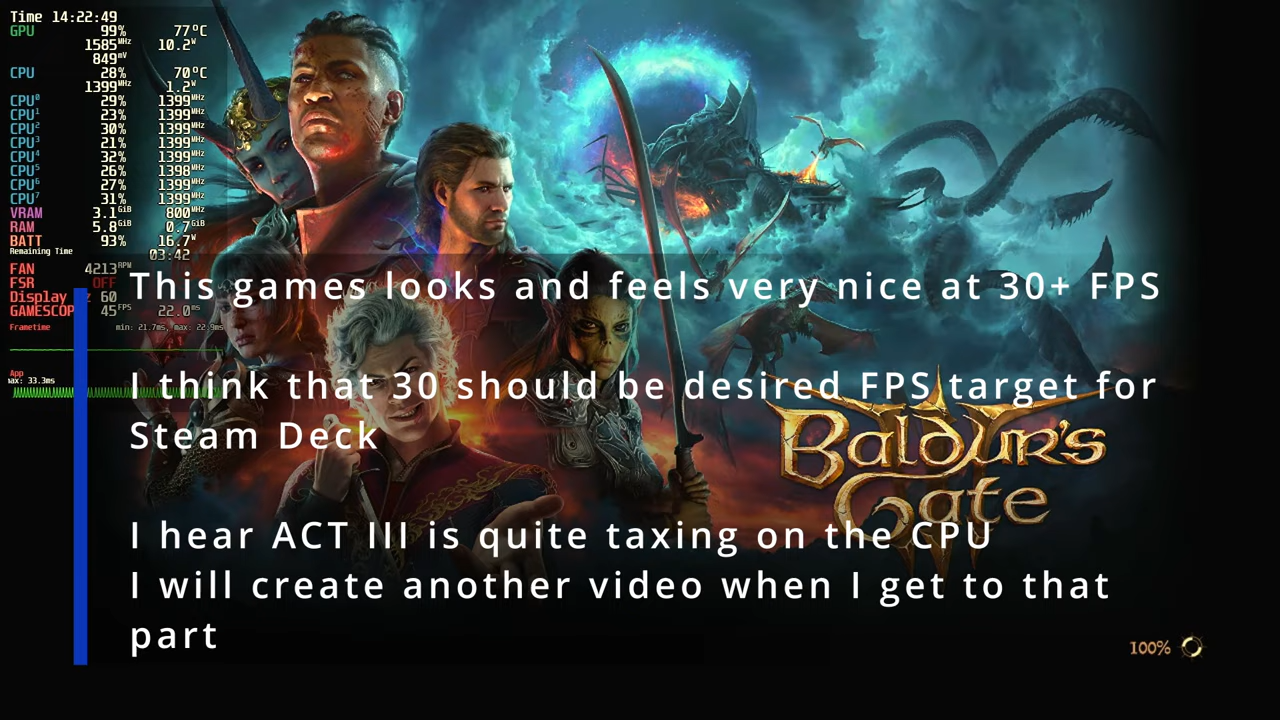 Time 14:22:49
GPU 99% 77°C
1585MHz 10.2W
849mV
CPU 28% 70°C
1399MHz 1.2W
CPU0 29% 1399MHz
CPU1 23% 1399MHz
CPU2 30% 1399MHz
CPU3 21% 1399MHz
CPU4 32% 1399MHz
CPU5 26% 1398MHz
CPU6 27% 1399MHz
CPU7 31% 1399MHz
VRAM 3.1GiB 800MHz
RAM 5.8GiB 0.7GiB
BATT 93% 16.7W
Remaining Time 03:42
FAN 4213RPM
FSR OFF
Display 60
GAMESCOP 45FPS 22.0ms
Frametime min: 21.7ms, max: 22.9ms
App
max: 33.3ms
This games looks and feels very nice at 30+ FPS
I think that 30 should be desired FPS target for
Steam Deck
I hear ACT III is quite taxing on the CPU
I will create another video when I get to that
part
Baldur's
Gate
100%